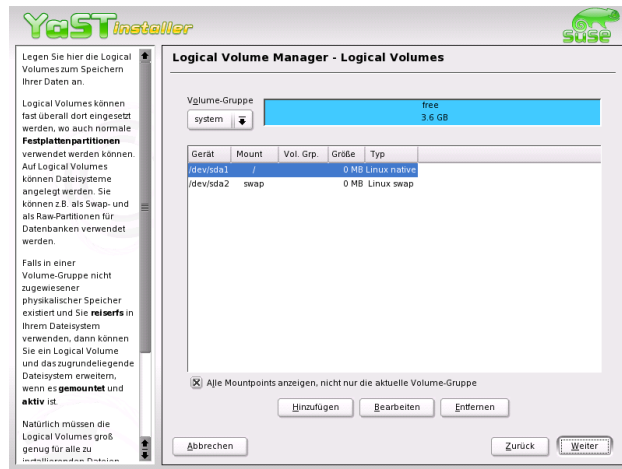 YaST installer
SUSE
Legen Sie hier die Logical
Volumes zum Speichern
Ihrer Daten an.
Logical Volumes können
fast überall dort eingesetzt
werden, wo auch normale
Festplattenpartitionen
verwendet werden können.
Auf Logical Volumes
können Dateisysteme
angelegt werden. Sie
können z.B. als Swap- und
als Raw-Partitionen für
Datenbanken verwendet
werden.
Falls in einer
Volume-Gruppe nicht
zugewiesener
physikalischer Speicher
existiert und Sie reiserfs in
Ihrem Dateisystem
verwenden, dann können
Sie ein Logical Volume
und das zugrundeliegende
Dateisystem erweitern,
wenn es gemountet und
aktiv ist.
Natürlich müssen die
Logical Volumes groß
genug für alle zu
installierenden Dateien
Logical Volume Manager - Logical Volumes
Volume-Gruppe
system
free
3.6 GB
Gerät Mount Vol. Grp. Größe Typ
/dev/sda1 / 0 MB Linux native
/dev/sda2 swap 0 MB Linux swap
Alle Mountpoints anzeigen, nicht nur die aktuelle Volume-Gruppe
Hinzufügen Bearbeiten Entfernen
Abbrechen Zurück Weiter